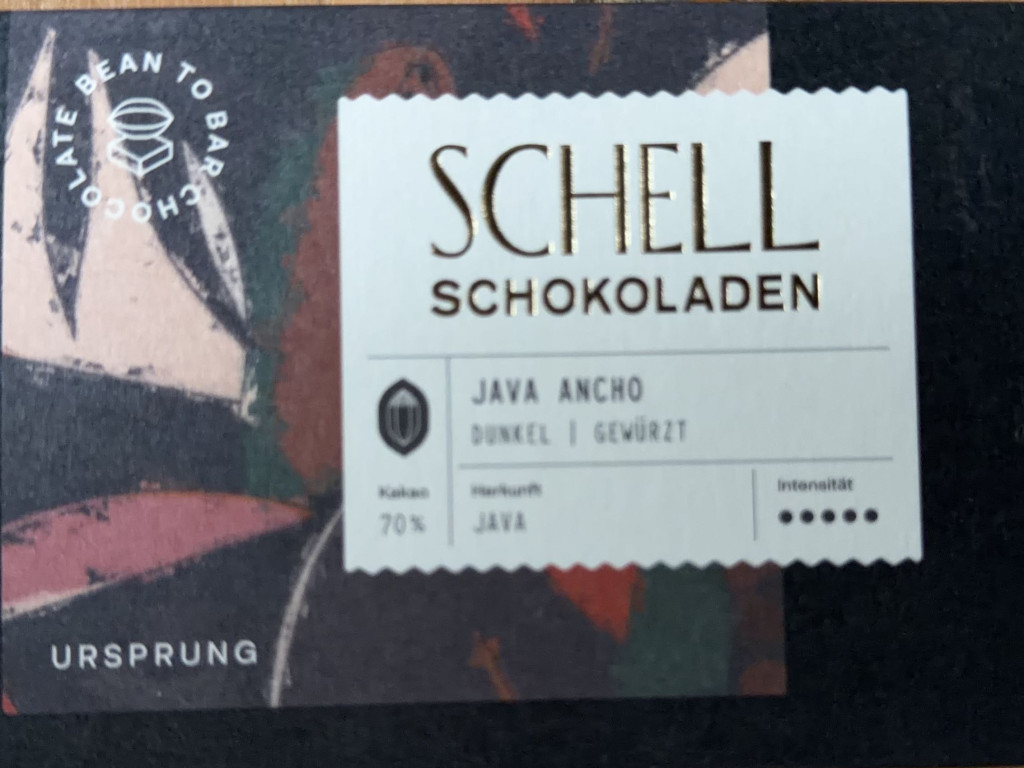 BEAN TO BAR CHOCOLATE
SCHELL
SCHOKOLADEN
JAVA ANCHO
DUNKEL | GEWÜRZT
Kakao
70%
Herkunft
JAVA
Intensität
URSPRUNG